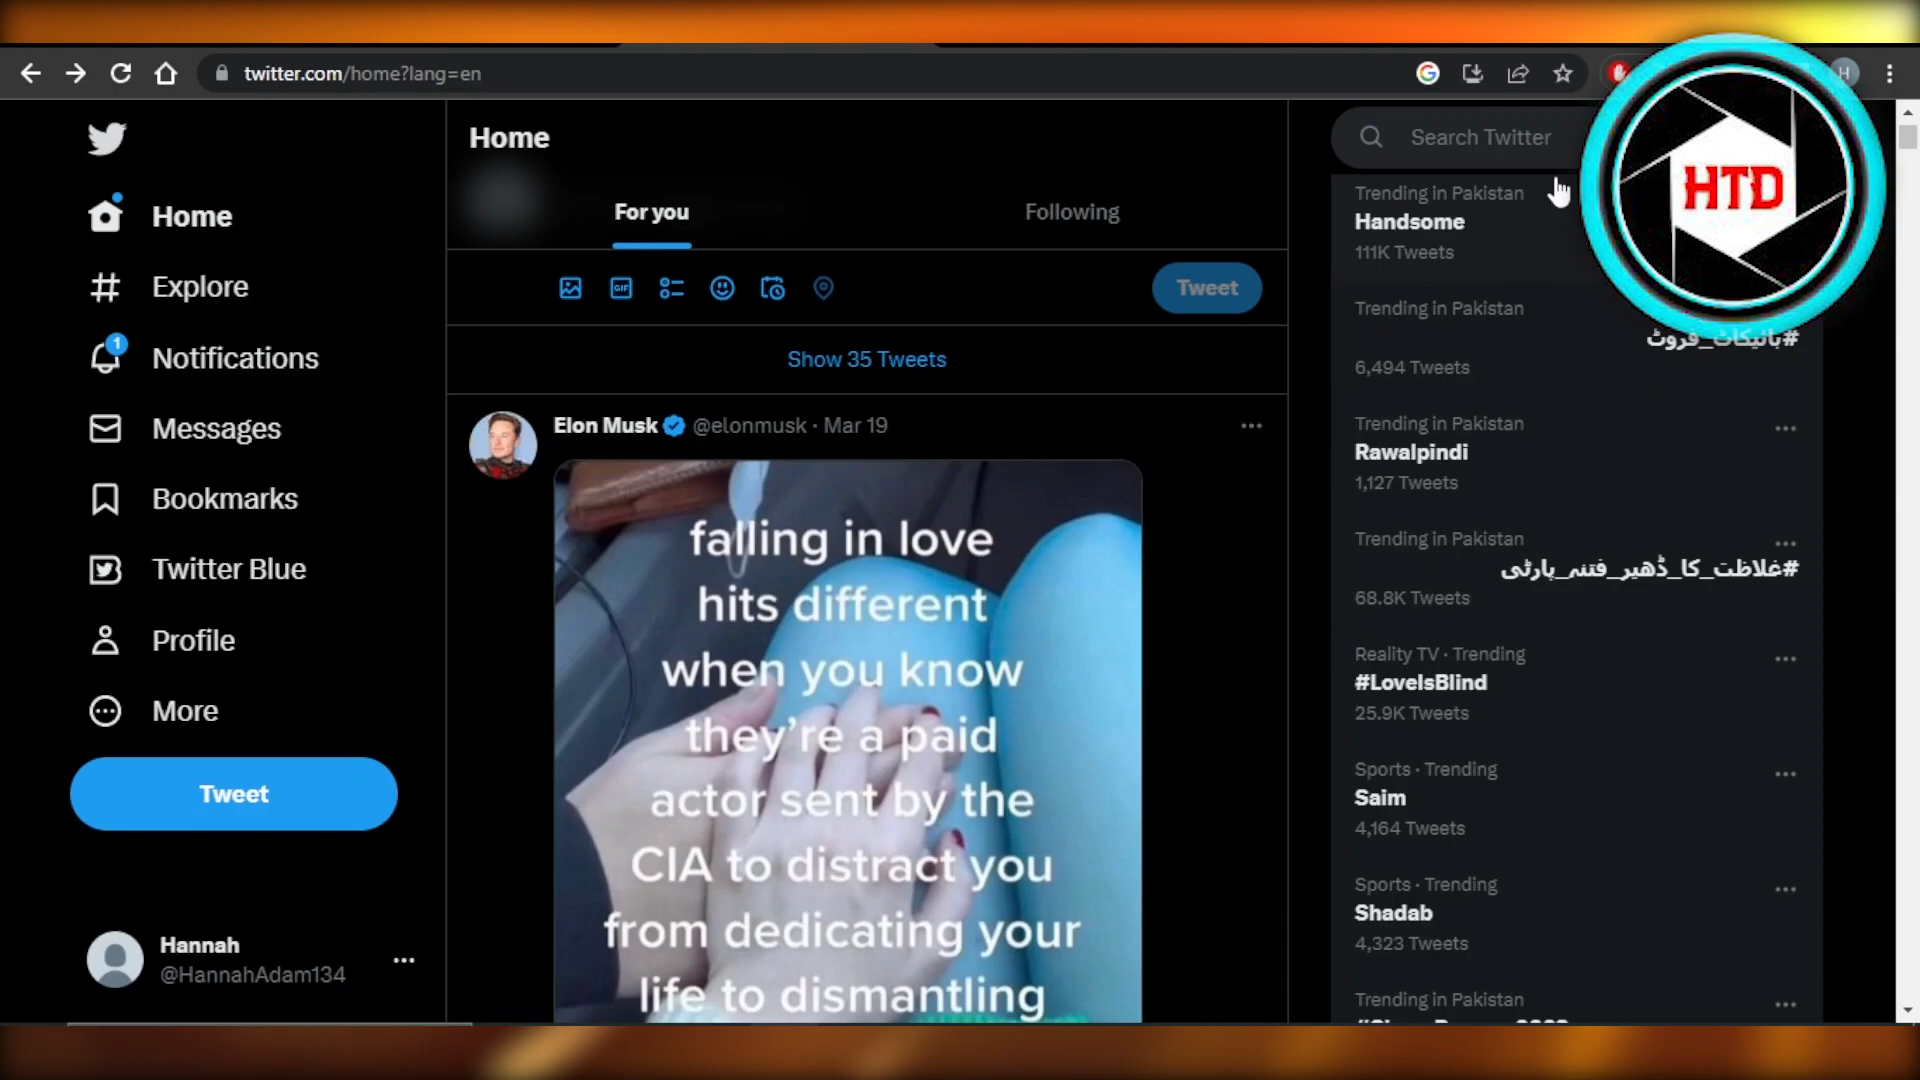 twitter.com/home?lang=en
H
HTD
Home
Explore
1
Notifications
Messages
Bookmarks
Twitter Blue
Profile
More
Tweet
Hannah
@HannahAdam134
Home
For you
Following
GIF
Tweet
Show 35 Tweets
Elon Musk @elonmusk · Mar 19
falling in love
hits different
when you know
they're a paid
actor sent by the
CIA to distract you
from dedicating your
life to dismantling
Search Twitter
Trending in Pakistan
Handsome
111K Tweets
Trending in Pakistan
#بائیکاٹ_فروٹ
6,494 Tweets
Trending in Pakistan
Rawalpindi
1,127 Tweets
Trending in Pakistan
#غلاظت_کا_ڈھیر_فتنہ_پارٹی
68.8K Tweets
Reality TV · Trending
#LoveIsBlind
25.9K Tweets
Sports · Trending
Saim
4,164 Tweets
Sports · Trending
Shadab
4,323 Tweets
Trending in Pakistan